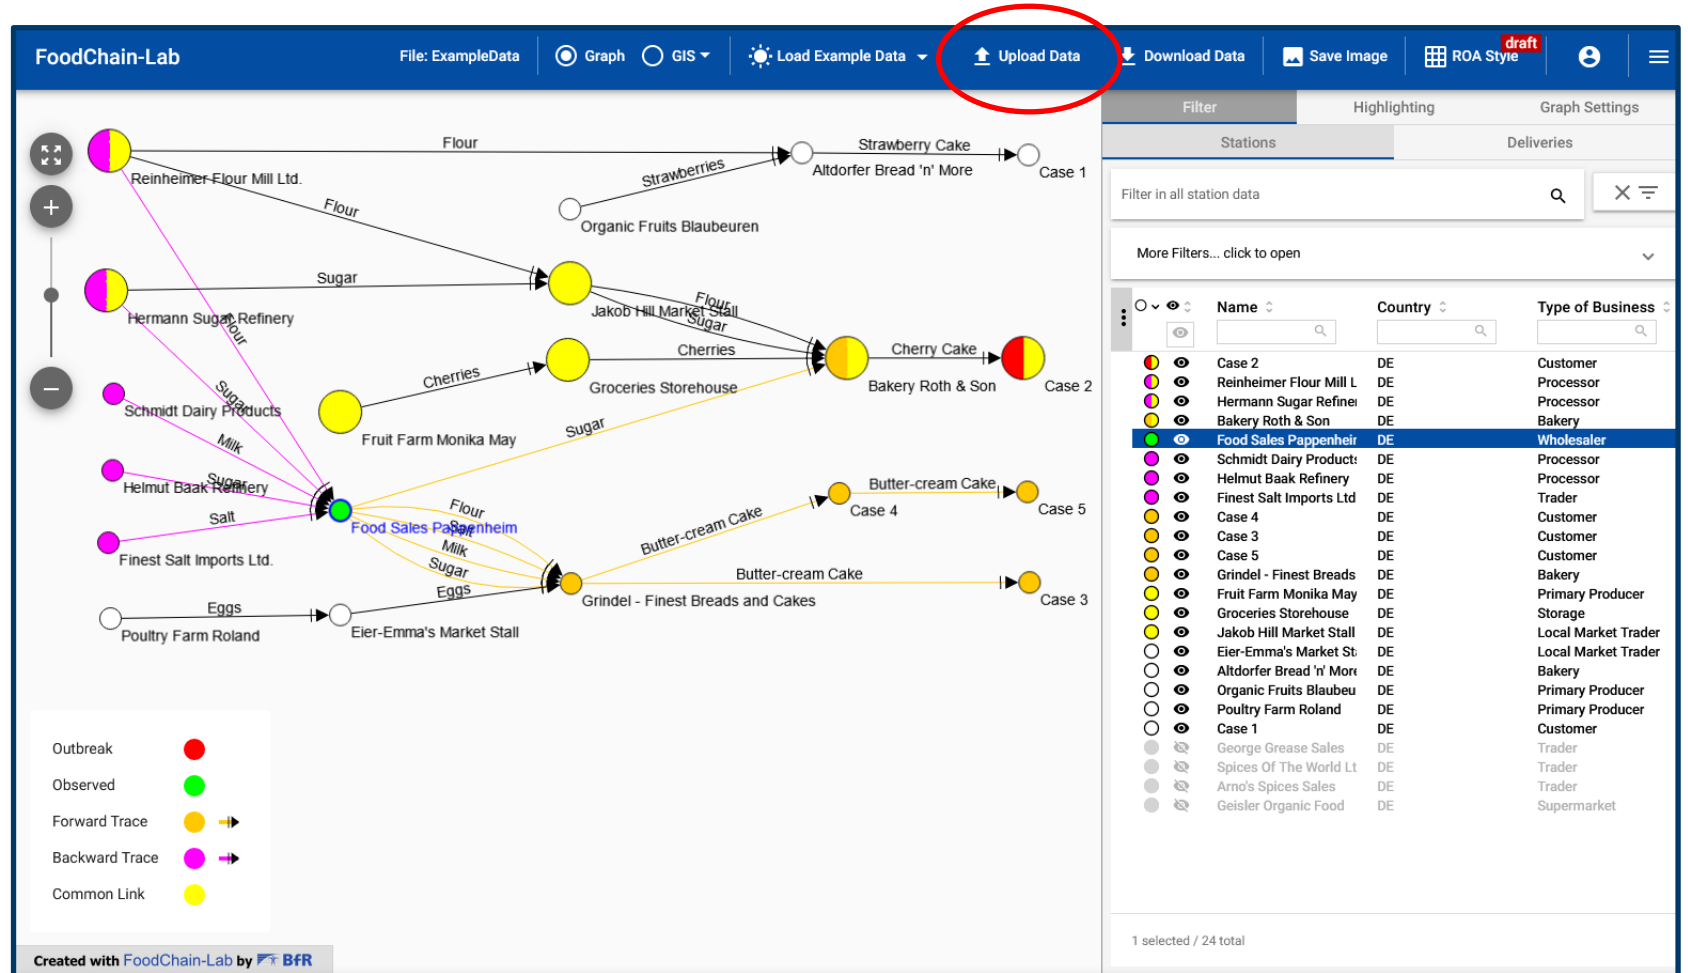 FoodChain-Lab
File: ExampleData
Graph
GIS
Load Example Data
Upload Data
Download Data
Save Image
ROA Style
draft
Filter
Highlighting
Graph Settings
Stations
Deliveries
Filter in all station data
More Filters... click to open
Name
Country
Type of Business
Case 2 DE Customer
Reinheimer Flour Mill L DE Processor
Hermann Sugar Refiner DE Processor
Bakery Roth & Son DE Bakery
Food Sales Pappenheir DE Wholesaler
Schmidt Dairy Products DE Processor
Helmut Baak Refinery DE Processor
Finest Salt Imports Ltd DE Trader
Case 4 DE Customer
Case 3 DE Customer
Case 5 DE Customer
Grindel - Finest Breads DE Bakery
Fruit Farm Monika May DE Primary Producer
Groceries Storehouse DE Storage
Jakob Hill Market Stall DE Local Market Trader
Eier-Emma's Market St DE Local Market Trader
Altdorfer Bread 'n' More DE Bakery
Organic Fruits Blaubeu DE Primary Producer
Poultry Farm Roland DE Primary Producer
Case 1 DE Customer
George Grease Sales DE Trader
Spices Of The World Lt DE Trader
Arno's Spices Sales DE Trader
Geisler Organic Food DE Supermarket
1 selected / 24 total
Flour
Strawberry Cake
Reinheimer Flour Mill Ltd.
Strawberries
Altdorfer Bread 'n' More
Case 1
Flour
Organic Fruits Blaubeuren
Sugar
Flour
Jakob Hill Market Stall
Sugar
Hermann Sugar Refinery
Flour
Cherries
Cherry Cake
Cherries
Groceries Storehouse
Bakery Roth & Son
Case 2
Sugar
Schmidt Dairy Products
Fruit Farm Monika May
Sugar
Milk
Sugar
Helmut Baak Refinery
Butter-cream Cake
Case 4
Case 5
Salt
Flour
Food Sales Pappenheim
Salt
Butter-cream Cake
Milk
Finest Salt Imports Ltd.
Sugar
Butter-cream Cake
Eggs
Grindel - Finest Breads and Cakes
Case 3
Eggs
Poultry Farm Roland
Eier-Emma's Market Stall
Outbreak
Observed
Forward Trace
Backward Trace
Common Link
Created with FoodChain-Lab by BfR